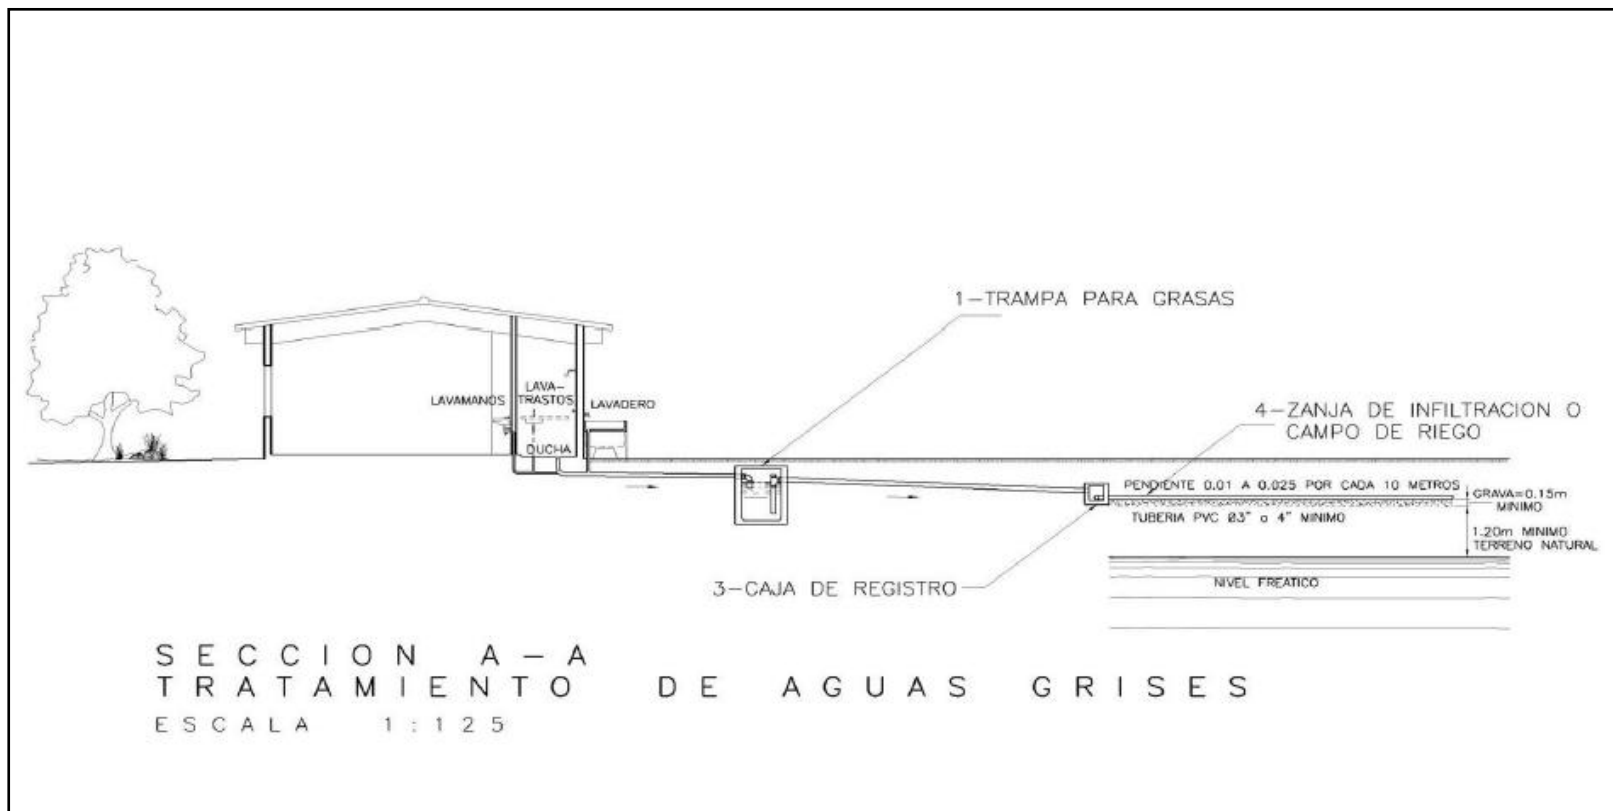 1-TRAMPA PARA GRASAS
LAVAMANOS
LAVA-
TRASTOS
LAVADERO
DUCHA
4-ZANJA DE INFILTRACION O
CAMPO DE RIEGO
PENDIENTE 0.01 A 0.025 POR CADA 10 METROS
GRAVA=0.15m
MINIMO
TUBERIA PVC Ø3" o 4" MINIMO
1.20m MINIMO
TERRENO NATURAL
3-CAJA DE REGISTRO
NIVEL FREATICO
SECCION A-A
TRATAMIENTO DE AGUAS GRISES
ESCALA 1:125